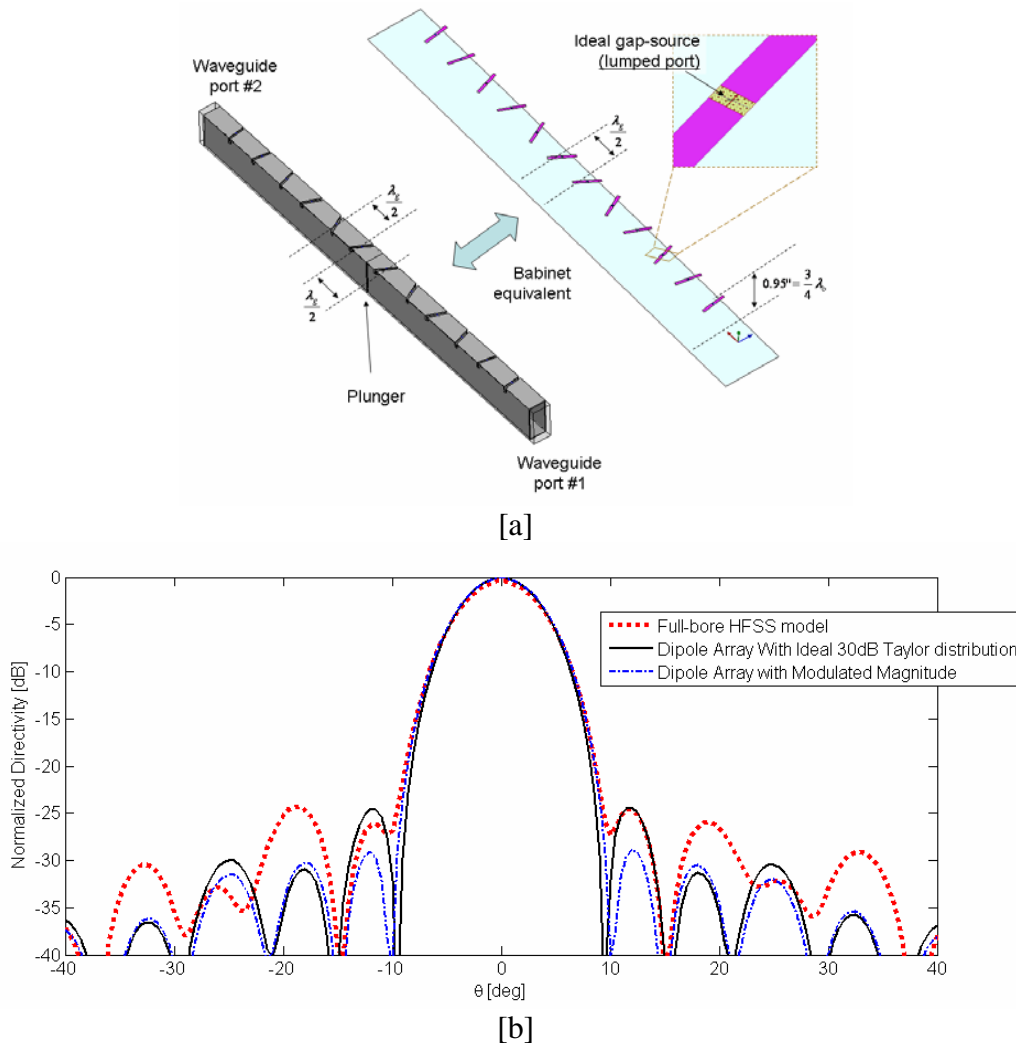 Waveguide
port #2
Ideal gap-source
(lumped port)
λg/2
λg/2
λg/2
Babinet
equivalent
0.95"= 3/4 λo
Plunger
Waveguide
port #1
[a]
Normalized Directivity [dB]
0
-5
-10
-15
-20
-25
-30
-35
-40
Full-bore HFSS model
Dipole Array With Ideal 30dB Taylor distribution
Dipole Array with Modulated Magnitude
-40 -30 -20 -10 0 10 20 30 40
θ [deg]
[b]